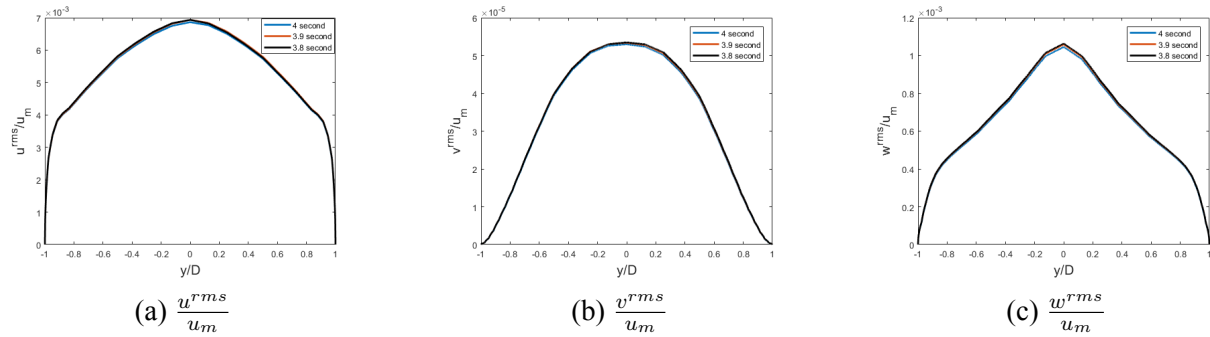 ×10⁻³
7
6
5
4
3
2
1
0
-1 -0.8 -0.6 -0.4 -0.2 0 0.2 0.4 0.6 0.8 1
y/D
u^rms/u_m
4 second
3.9 second
3.8 second
(a) u^rms/u_m
×10⁻⁵
6
5
4
3
2
1
0
-1 -0.8 -0.6 -0.4 -0.2 0 0.2 0.4 0.6 0.8 1
y/D
v^rms/u_m
4 second
3.9 second
3.8 second
(b) v^rms/u_m
×10⁻³
1.2
1
0.8
0.6
0.4
0.2
0
-1 -0.8 -0.6 -0.4 -0.2 0 0.2 0.4 0.6 0.8 1
y/D
w^rms/u_m
4 second
3.9 second
3.8 second
(c) w^rms/u_m